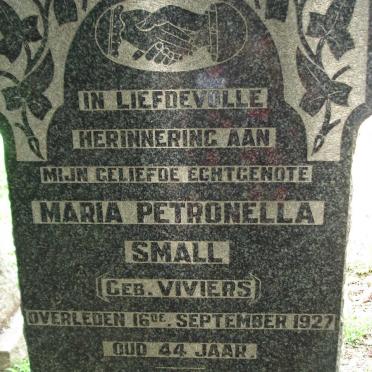 IN LIEFDEVOLLE
HERINNERING AAN
MIJN GELIEFDE ECHTGENOTE
MARIA PETRONELLA
SMALL
(GEB. VIVIERS)
OVERLEDEN 16DE. SEPTEMBER 1927
OUD 44 JAAR.